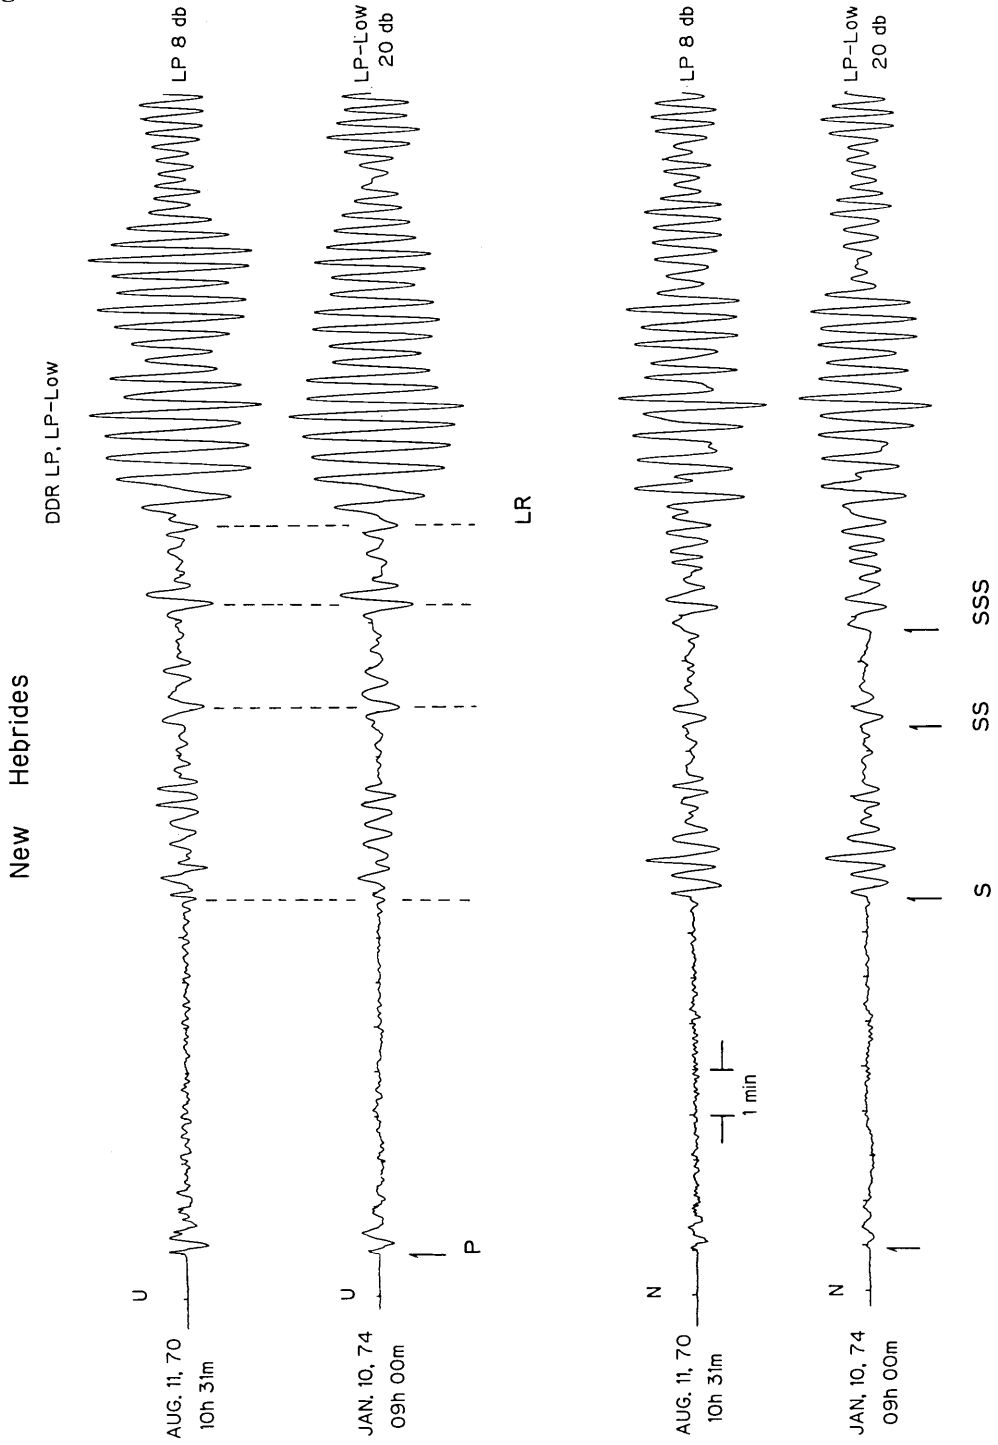 New Hebrides
DDR LP, LP-Low
AUG. 11, 70
10h 31m
U
LP 8 db
JAN. 10, 74
09h 00m
U
LP-Low
20 db
P
LR
AUG. 11, 70
10h 31m
N
LP 8 db
1 min
JAN. 10, 74
09h 00m
N
LP-Low
20 db
S
SS
SSS